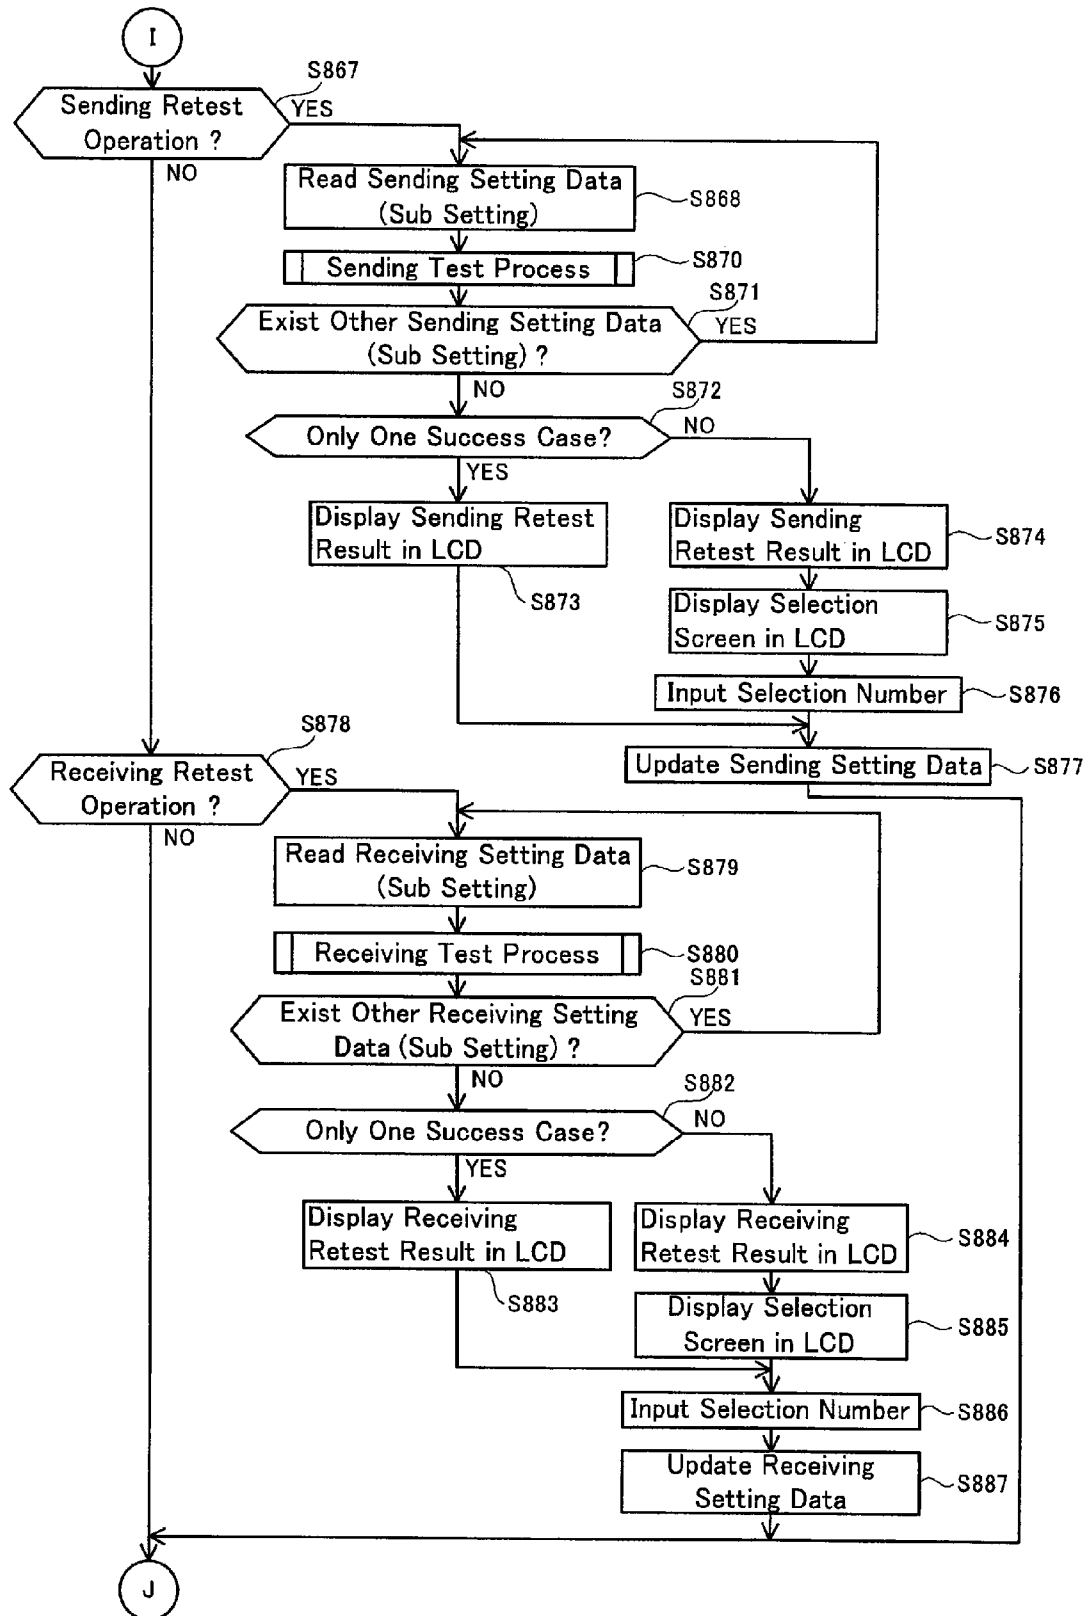 I
S867
Sending Retest
Operation ?
YES
NO
Read Sending Setting Data
(Sub Setting)
S868
Sending Test Process
S870
S871
Exist Other Sending Setting Data
(Sub Setting) ?
YES
NO
S872
Only One Success Case?
NO
YES
Display Sending Retest
Result in LCD
S873
Display Sending
Retest Result in LCD
S874
Display Selection
Screen in LCD
S875
Input Selection Number
S876
Update Sending Setting Data
S877
S878
Receiving Retest
Operation ?
YES
NO
Read Receiving Setting Data
(Sub Setting)
S879
Receiving Test Process
S880
S881
Exist Other Receiving Setting
Data (Sub Setting) ?
YES
NO
S882
Only One Success Case?
NO
YES
Display Receiving
Retest Result in LCD
S883
Display Receiving
Retest Result in LCD
S884
Display Selection
Screen in LCD
S885
Input Selection Number
S886
Update Receiving
Setting Data
S887
J